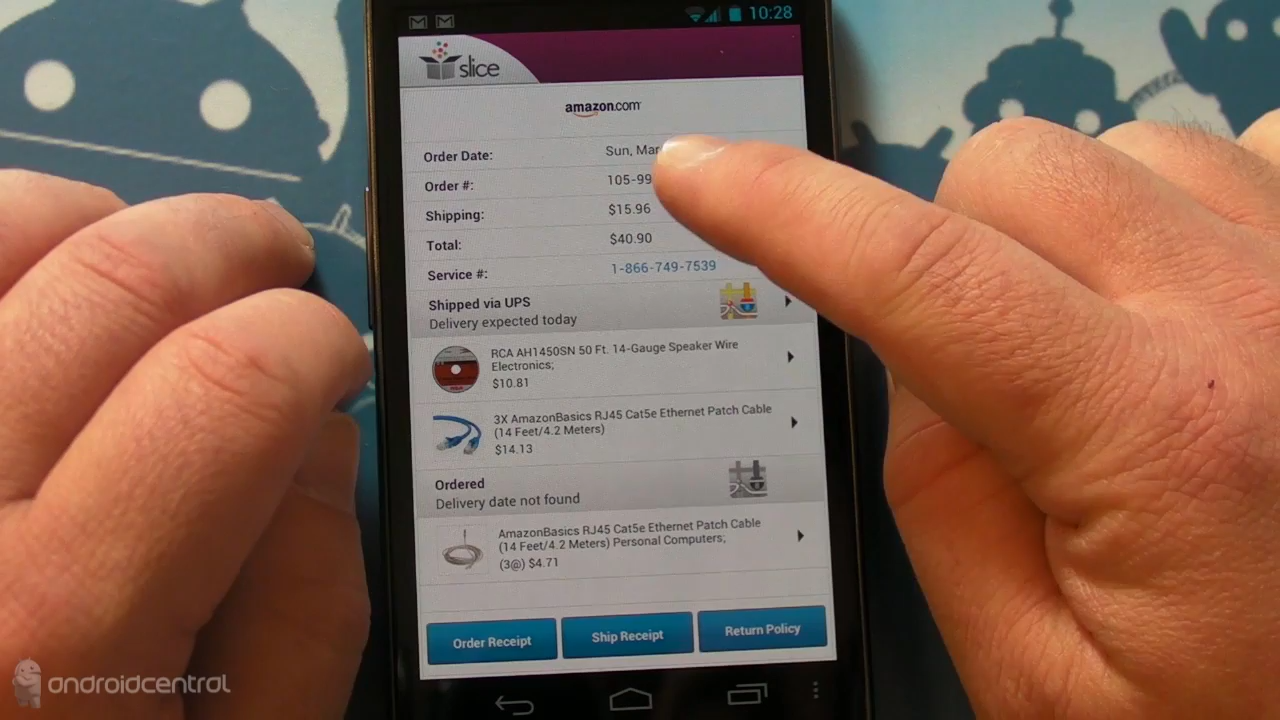 10:28
slice
amazon.com
Order Date: Sun, Mar
Order #: 105-99
Shipping: $15.96
Total: $40.90
Service #: 1-866-749-7539
Shipped via UPS
Delivery expected today
RCA AH1450SN 50 Ft. 14-Gauge Speaker Wire
Electronics;
$10.81
3X AmazonBasics RJ45 Cat5e Ethernet Patch Cable
(14 Feet/4.2 Meters)
$14.13
Ordered
Delivery date not found
AmazonBasics RJ45 Cat5e Ethernet Patch Cable
(14 Feet/4.2 Meters) Personal Computers;
(3@) $4.71
Order Receipt Ship Receipt Return Policy
androidcentral